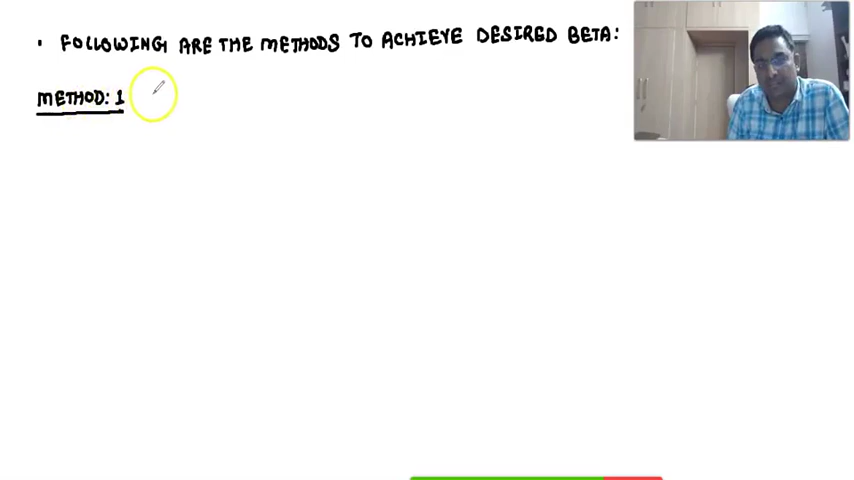 · FOLLOWING ARE THE METHODS TO ACHIEVE DESIRED BETA:
METHOD: 1